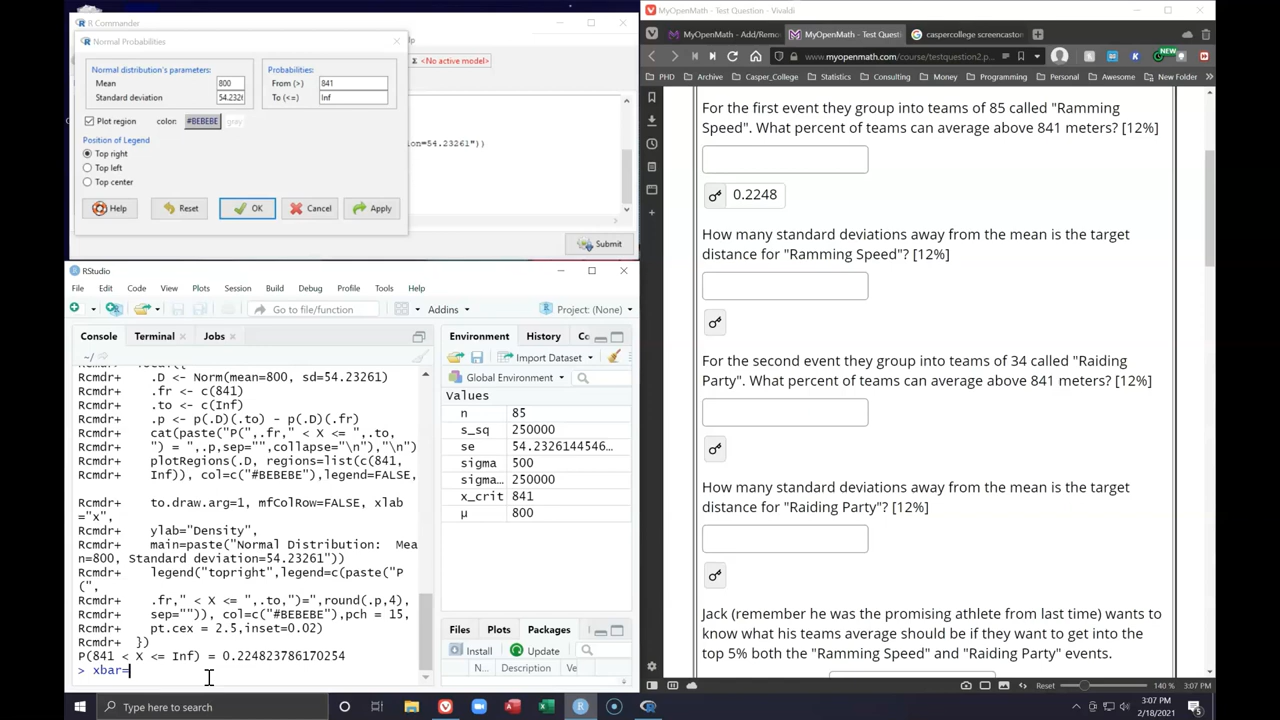 R Commander
Normal Probabilities
<No active model>
Normal distribution's parameters:
Mean 800
Standard deviation 54.2326
Probabilities:
From (>) 841
To (<=) Inf
Plot region color: #BEBEBE grey
Position of Legend
Top right
Top left
Top center
Help Reset OK Cancel Apply
ion=54.23261"))
Submit
RStudio
File Edit Code View Plots Session Build Debug Profile Tools Help
Go to file/function Addins Project: (None)
Console Terminal Jobs
~/
Rcmdr+ .D <- Norm(mean=800, sd=54.23261)
Rcmdr+ .fr <- c(841)
Rcmdr+ .to <- c(Inf)
Rcmdr+ .p <- p(.D)(.to) - p(.D)(.fr)
Rcmdr+ cat(paste("P(",.fr," < X <= ",.to,
") = ",.p,sep="",collapse="\n"),"\n")
Rcmdr+ plotRegions(.D, regions=list(c(841,
Inf)), col=c("#BEBEBE"),legend=FALSE,
Rcmdr+
to.draw.arg=1, mfColRow=FALSE, xlab
="x",
Rcmdr+ ylab="Density",
Rcmdr+ main=paste("Normal Distribution: Mea
n=800, Standard deviation=54.23261"))
Rcmdr+ legend("topright",legend=c(paste("P
(",
Rcmdr+ .fr," < X <= ",.to,")=",round(.p,4),
Rcmdr+ sep="")), col=c("#BEBEBE"),pch = 15,
Rcmdr+ pt.cex = 2.5,inset=0.02)
Rcmdr+ })
P(841 < X <= Inf) = 0.224823786170254
> xbar=
Environment History Co
Import Dataset
Global Environment
Values
n 85
s_sq 250000
se 54.2326144546…
sigma 500
sigma… 250000
x_crit 841
μ 800
Files Plots Packages
Install Update
N... Description Ve
MyOpenMath - Test Question - Vivaldi
MyOpenMath - Add/Remo MyOpenMath - Test Quest caspercollege screencaston
www.myopenmath.com/course/testquestion2.p...
NEW
PHD Archive Casper_College Statistics Consulting Money Programming Personal Awesome New Folder
For the first event they group into teams of 85 called "Ramming
Speed". What percent of teams can average above 841 meters? [12%]
0.2248
How many standard deviations away from the mean is the target
distance for "Ramming Speed"? [12%]
For the second event they group into teams of 34 called "Raiding
Party". What percent of teams can average above 841 meters? [12%]
How many standard deviations away from the mean is the target
distance for "Raiding Party"? [12%]
Jack (remember he was the promising athlete from last time) wants to
know what his teams average should be if they want to get into the
top 5% both the "Ramming Speed" and "Raiding Party" events.
Reset 140 % 3:07 PM
Type here to search
3:07 PM
2/18/2021
5